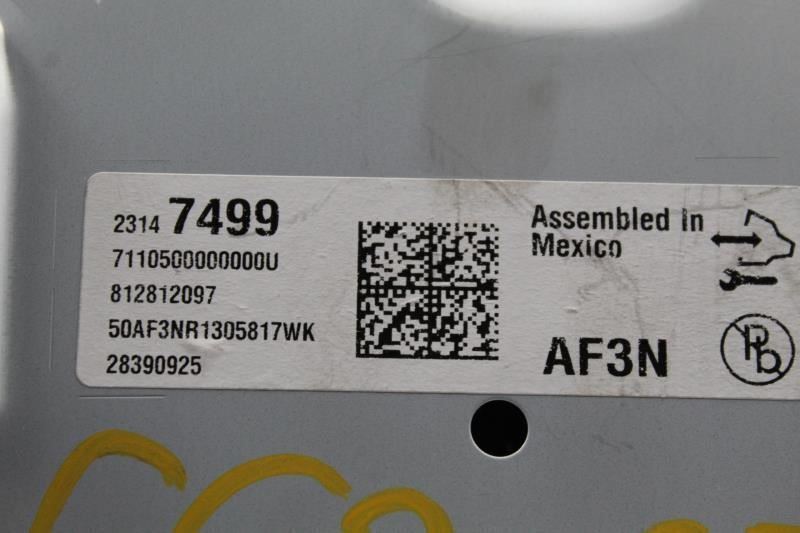 2314 7499
7110500000000U
812812097
50AF3NR1305817WK
28390925
Assembled In
Mexico
AF3N
Pb